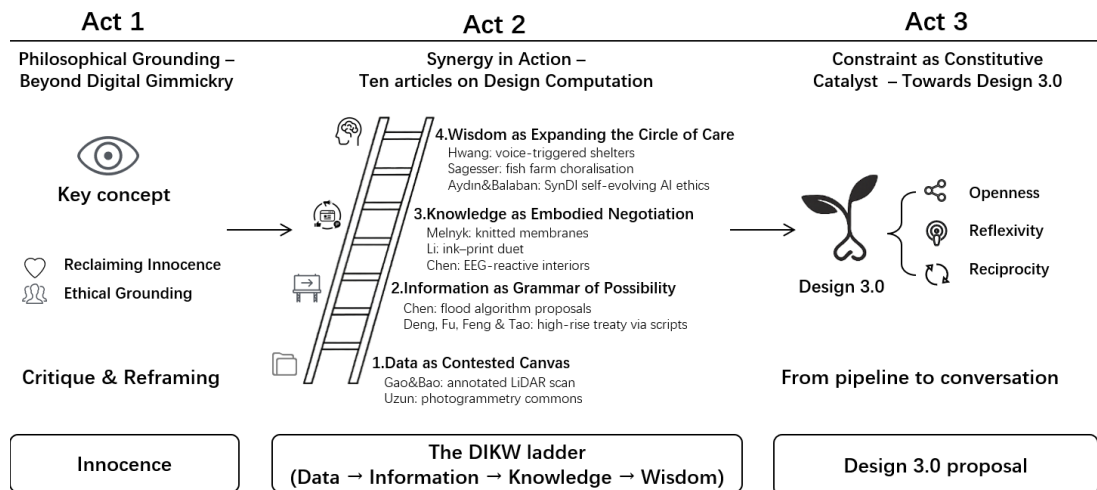 Act 1
Act 2
Act 3
Philosophical Grounding –
Beyond Digital Gimmickry
Synergy in Action –
Ten articles on Design Computation
Constraint as Constitutive
Catalyst – Towards Design 3.0
Key concept
Reclaiming Innocence
Ethical Grounding
Critique & Reframing
Innocence
4.Wisdom as Expanding the Circle of Care
Hwang: voice-triggered shelters
Sagesser: fish farm choralisation
Aydın&Balaban: SynDI self-evolving AI ethics
3.Knowledge as Embodied Negotiation
Melnyk: knitted membranes
Li: ink–print duet
Chen: EEG-reactive interiors
2.Information as Grammar of Possibility
Chen: flood algorithm proposals
Deng, Fu, Feng & Tao: high-rise treaty via scripts
1.Data as Contested Canvas
Gao&Bao: annotated LiDAR scan
Uzun: photogrammetry commons
The DIKW ladder
(Data → Information → Knowledge → Wisdom)
Design 3.0
Openness
Reflexivity
Reciprocity
From pipeline to conversation
Design 3.0 proposal